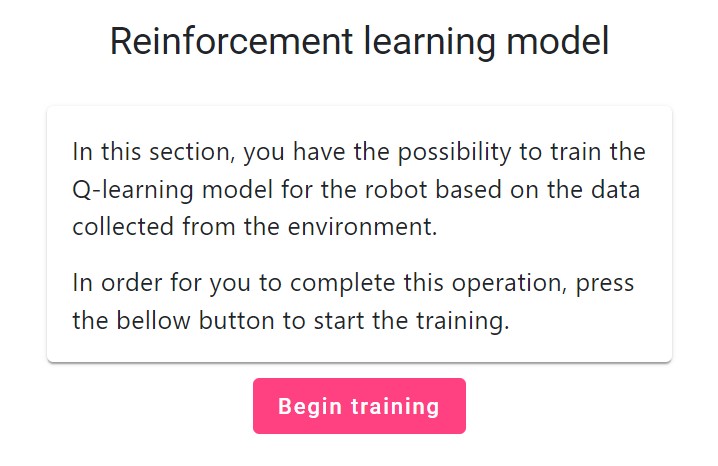 Reinforcement learning model
In this section, you have the possibility to train the
Q-learning model for the robot based on the data
collected from the environment.
In order for you to complete this operation, press
the bellow button to start the training.
Begin training